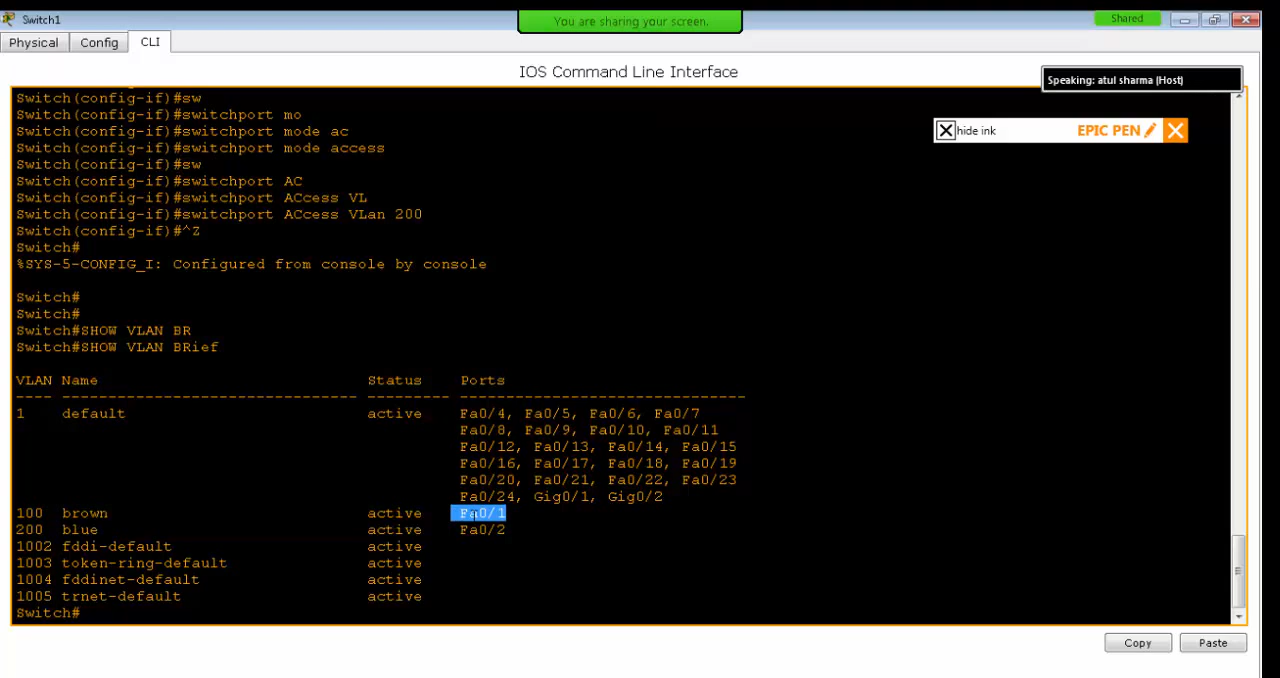 Switch1
You are sharing your screen.
Shared
Physical Config CLI
IOS Command Line Interface
Speaking: atul sharma (Host)
hide ink EPIC PEN
Switch(config-if)#sw
Switch(config-if)#switchport mo
Switch(config-if)#switchport mode ac
Switch(config-if)#switchport mode access
Switch(config-if)#sw
Switch(config-if)#switchport AC
Switch(config-if)#switchport ACcess VL
Switch(config-if)#switchport ACcess VLan 200
Switch(config-if)#^Z
Switch#
%SYS-5-CONFIG_I: Configured from console by console
Switch#
Switch#
Switch#SHOW VLAN BR
Switch#SHOW VLAN BRief
VLAN Name Status Ports
---- -------------------------------- --------- -------------------------------
1 default active Fa0/4, Fa0/5, Fa0/6, Fa0/7
Fa0/8, Fa0/9, Fa0/10, Fa0/11
Fa0/12, Fa0/13, Fa0/14, Fa0/15
Fa0/16, Fa0/17, Fa0/18, Fa0/19
Fa0/20, Fa0/21, Fa0/22, Fa0/23
Fa0/24, Gig0/1, Gig0/2
100 brown active Fa0/1
200 blue active Fa0/2
1002 fddi-default active
1003 token-ring-default active
1004 fddinet-default active
1005 trnet-default active
Switch#
Copy Paste